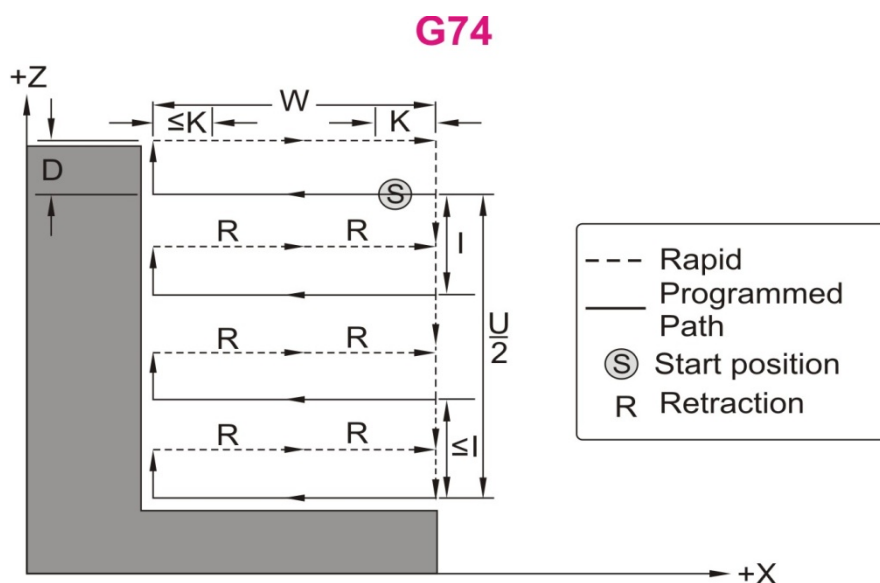 G74
+Z
W
≤K
K
D
S
R R
I
R R
U
2
R R
≤I
+X
Rapid
Programmed
Path
S Start position
R Retraction